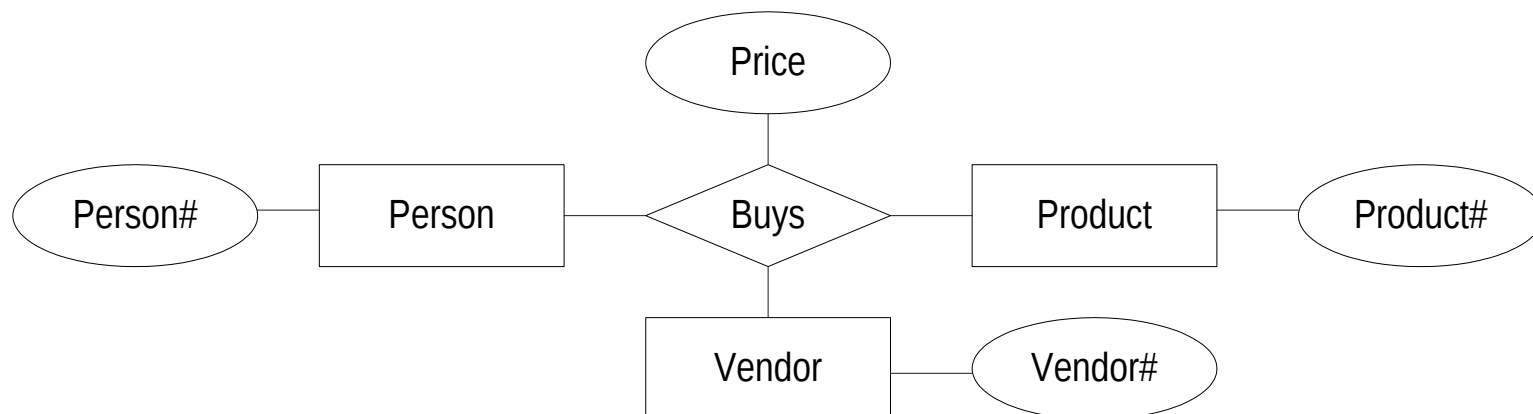 Price
Person#
Person
Buys
Product
Product#
Vendor
Vendor#